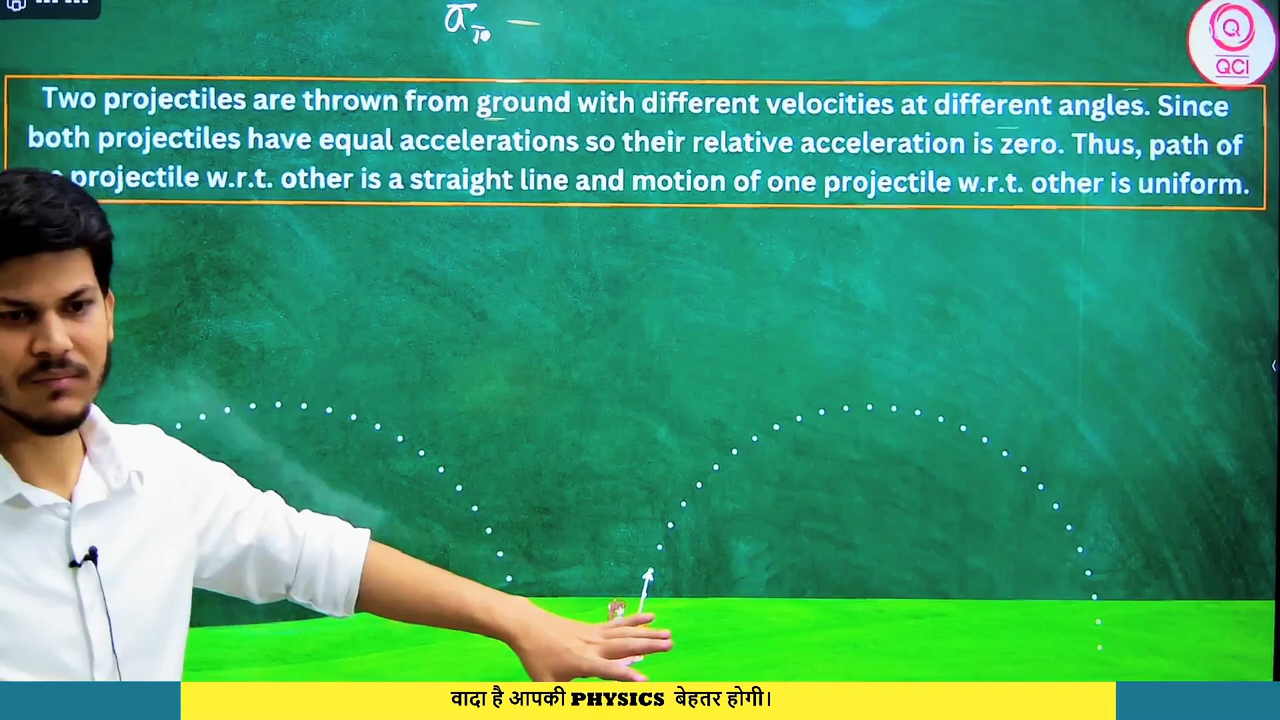 Two projectiles are thrown from ground with different velocities at different angles. Since
both projectiles have equal accelerations so their relative acceleration is zero. Thus, path of
projectile w.r.t. other is a straight line and motion of one projectile w.r.t. other is uniform.
Q
QCI
वादा है आपकी PHYSICS बेहतर होगी।